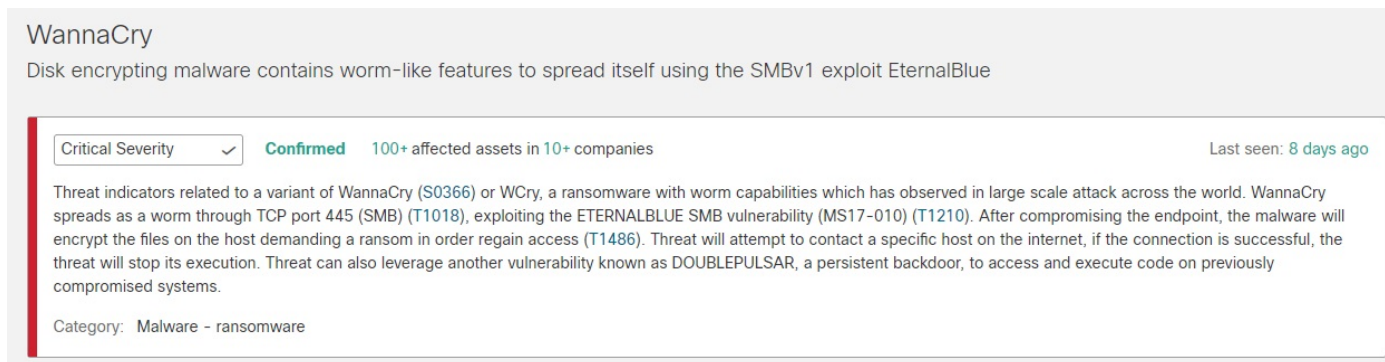 WannaCry
Disk encrypting malware contains worm-like features to spread itself using the SMBv1 exploit EternalBlue
Critical Severity Confirmed 100+ affected assets in 10+ companies Last seen: 8 days ago
Threat indicators related to a variant of WannaCry (S0366) or WCry, a ransomware with worm capabilities which has observed in large scale attack across the world. WannaCry
spreads as a worm through TCP port 445 (SMB) (T1018), exploiting the ETERNALBLUE SMB vulnerability (MS17-010) (T1210). After compromising the endpoint, the malware will
encrypt the files on the host demanding a ransom in order regain access (T1486). Threat will attempt to contact a specific host on the internet, if the connection is successful, the
threat will stop its execution. Threat can also leverage another vulnerability known as DOUBLEPULSAR, a persistent backdoor, to access and execute code on previously
compromised systems.
Category: Malware - ransomware